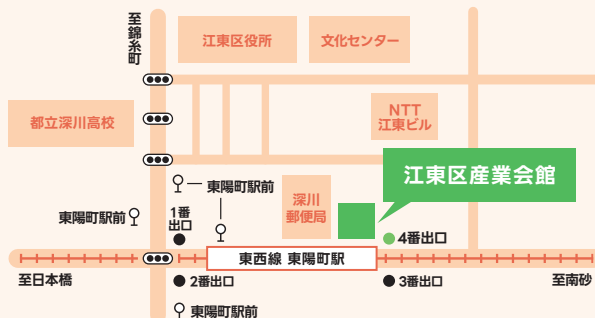 至錦糸町
江東区役所
文化センター
都立深川高校
NTT
江東ビル
江東区産業会館
東陽町駅前
深川
郵便局
東陽町駅前
1番
出口
4番出口
東西線 東陽町駅
至日本橋
2番出口
3番出口
至南砂
東陽町駅前